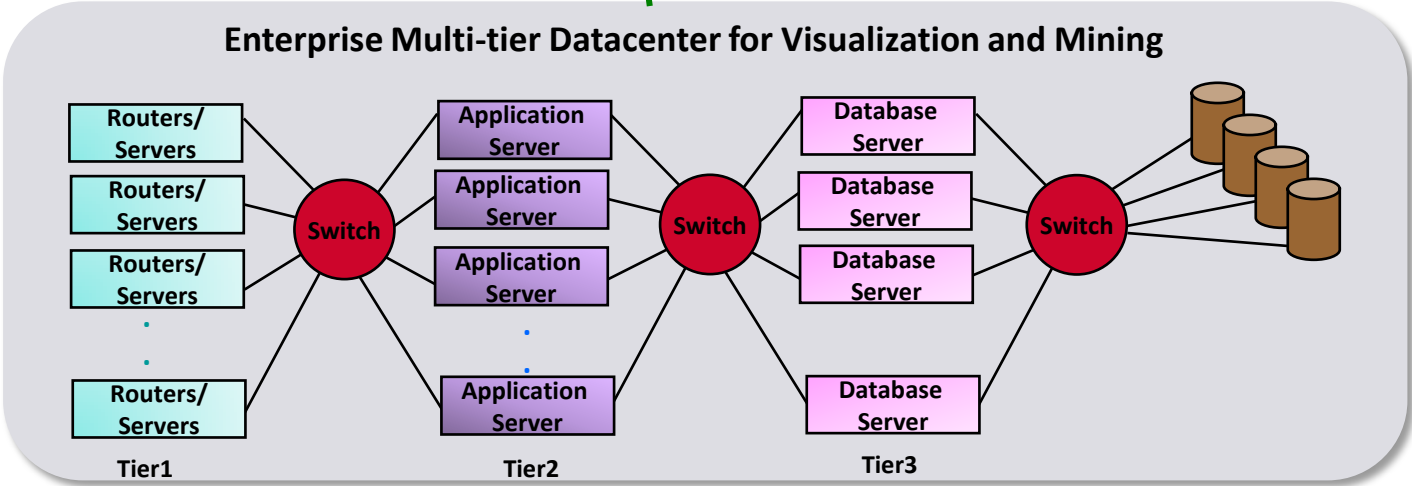 Enterprise Multi-tier Datacenter for Visualization and Mining
Routers/
Servers
Routers/
Servers
Routers/
Servers
.
.
Routers/
Servers
Tier1
Switch
Application
Server
Application
Server
Application
Server
.
.
Application
Server
Tier2
Switch
Database
Server
Database
Server
Database
Server
Database
Server
Tier3
Switch